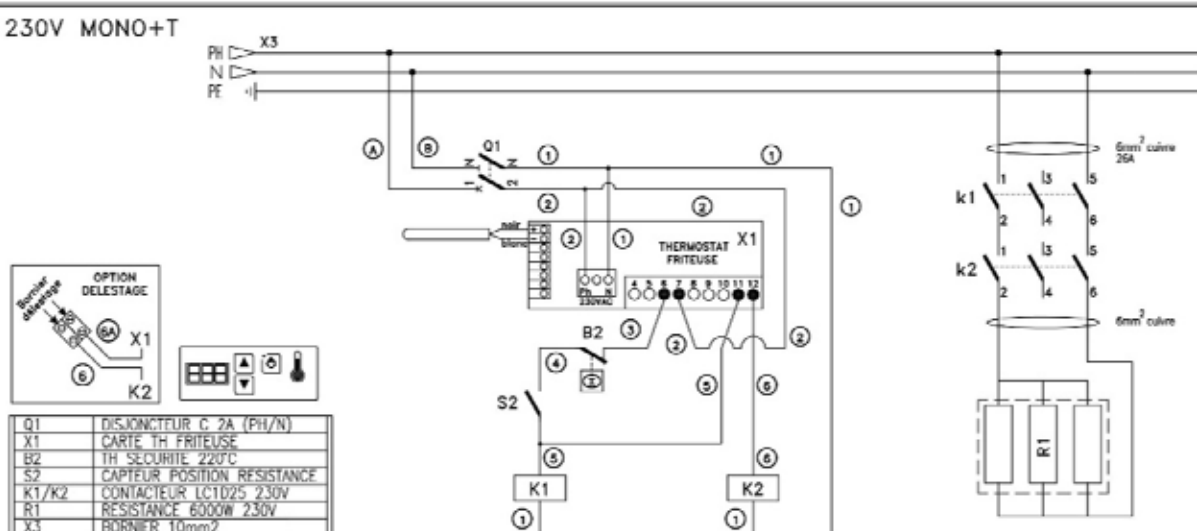 230V MONO+T
PH X3
N
PE
A B Q1 1 1
N N
1 2
6mm² cuivre
26A
1 3 5
k1
2 4 6
1 3 5
k2
2 4 6
6mm² cuivre
R1
2 2 1
noir
blanc
2 1
THERMOSTAT X1
FRITEUSE
Ph N
230VAC
4 5 6 7 8 9 10 11 12
3 B2 2 2
4 5 6
S2
5 6
K1 K2
1 1
OPTION
DELESTAGE
Bornier
délestage
6A X1
6
K2
Q1 DISJONCTEUR C 2A (PH/N)
X1 CARTE TH FRITEUSE
B2 TH SECURITE 220°C
S2 CAPTEUR POSITION RESISTANCE
K1/K2 CONTACTEUR LC1D25 230V
R1 RESISTANCE 6000W 230V
X3 BORNIER 10mm2